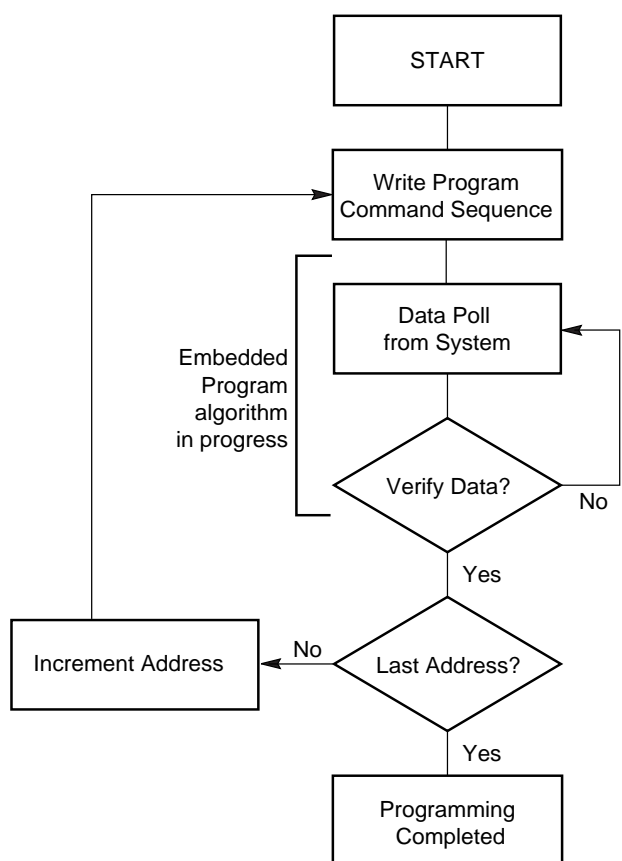 START
Write Program
Command Sequence
Data Poll
from System
Embedded
Program
algorithm
in progress
Verify Data?
No
Yes
Increment Address
No
Last Address?
Yes
Programming
Completed